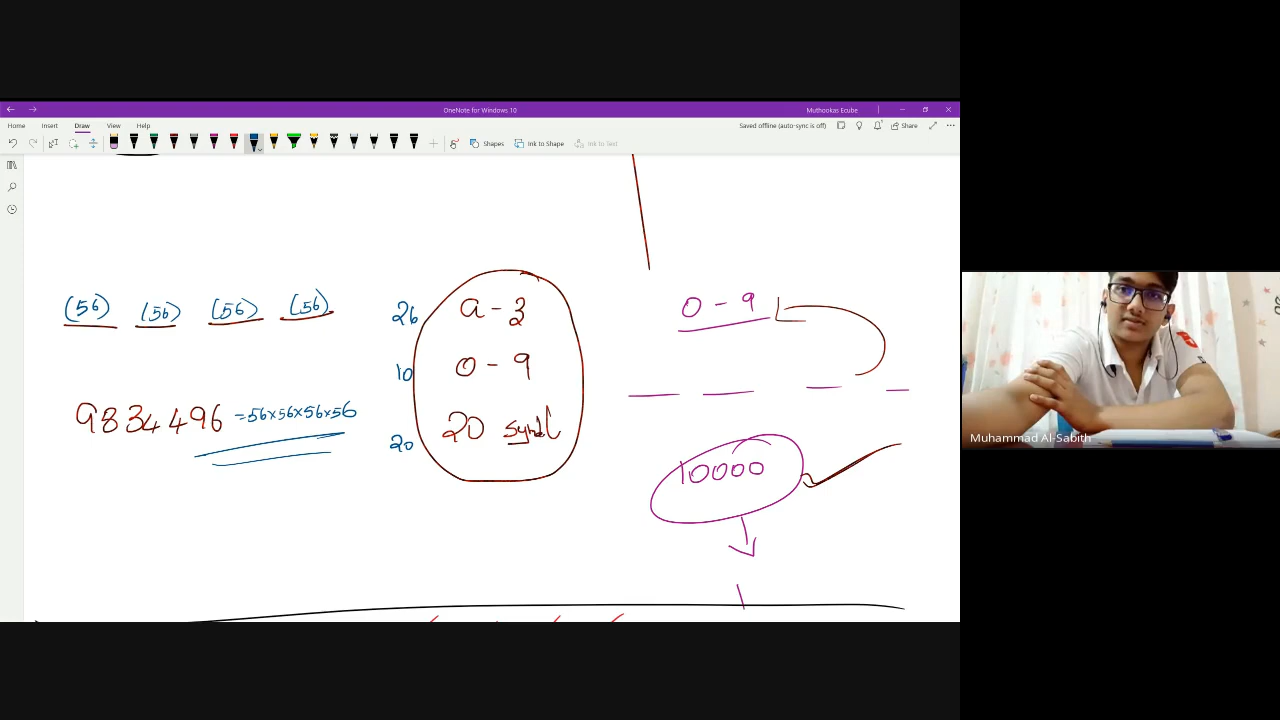 OneNote for Windows 10
Muthookas Ecube
Home Insert Draw View Help
Saved offline (auto-sync is off)
Share
Shapes
Ink to Shape
Ink to Text
(56) (56) (56) (56)
9834496 =56×56×56×56
26 a-z
10 0-9
20 20
0-9
10000
Muhammad Al-Sabith